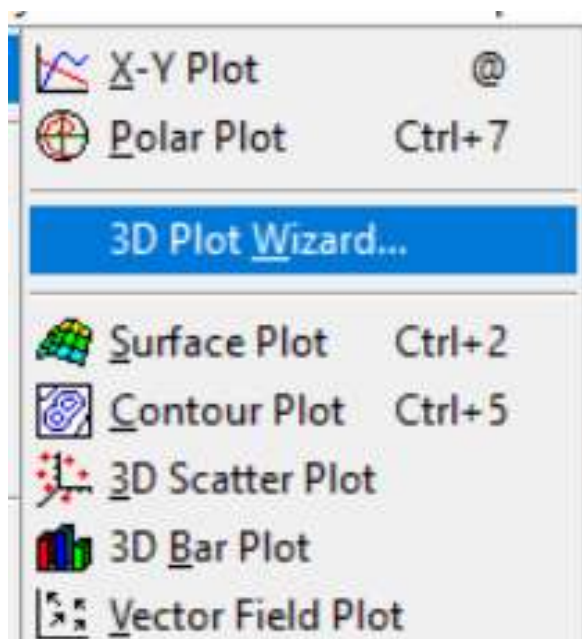 X-Y Plot @
Polar Plot Ctrl+7
3D Plot Wizard...
Surface Plot Ctrl+2
Contour Plot Ctrl+5
3D Scatter Plot
3D Bar Plot
Vector Field Plot